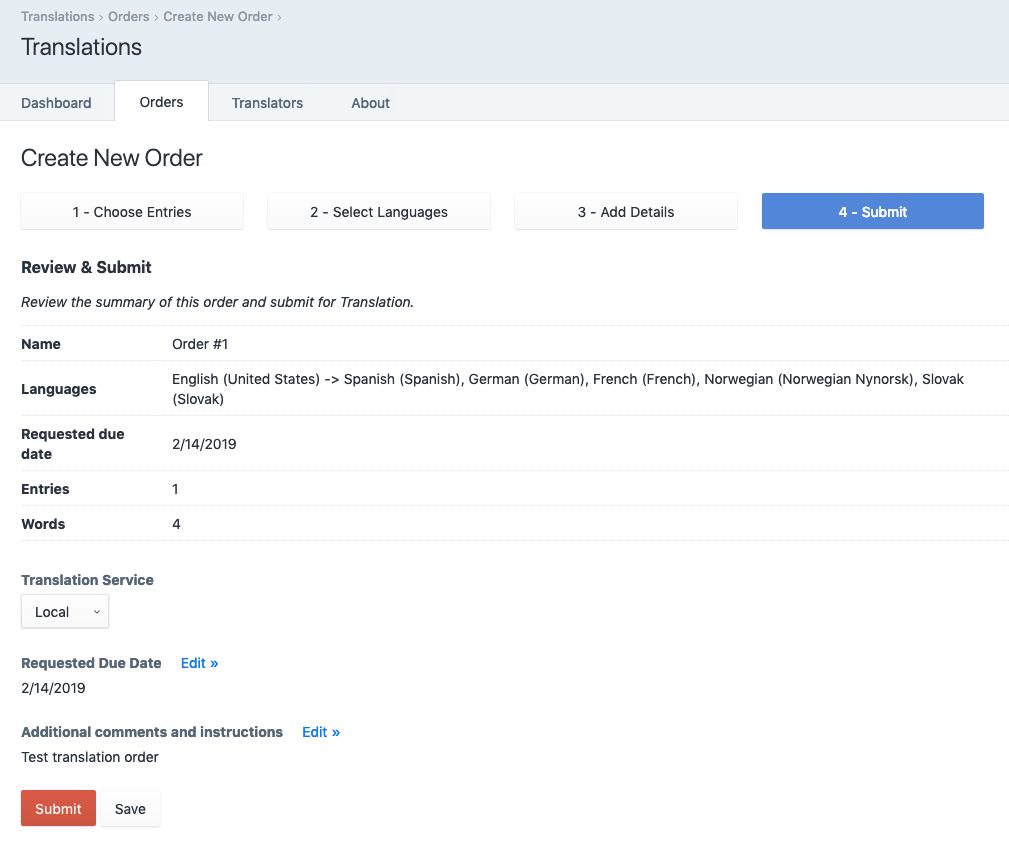 Translations › Orders › Create New Order ›
Translations
Dashboard Orders Translators About
Create New Order
1 - Choose Entries 2 - Select Languages 3 - Add Details 4 - Submit
Review & Submit
Review the summary of this order and submit for Translation.
Name Order #1
Languages English (United States) -> Spanish (Spanish), German (German), French (French), Norwegian (Norwegian Nynorsk), Slovak
(Slovak)
Requested due
date 2/14/2019
Entries 1
Words 4
Translation Service
Local
Requested Due Date Edit »
2/14/2019
Additional comments and instructions Edit »
Test translation order
Submit Save